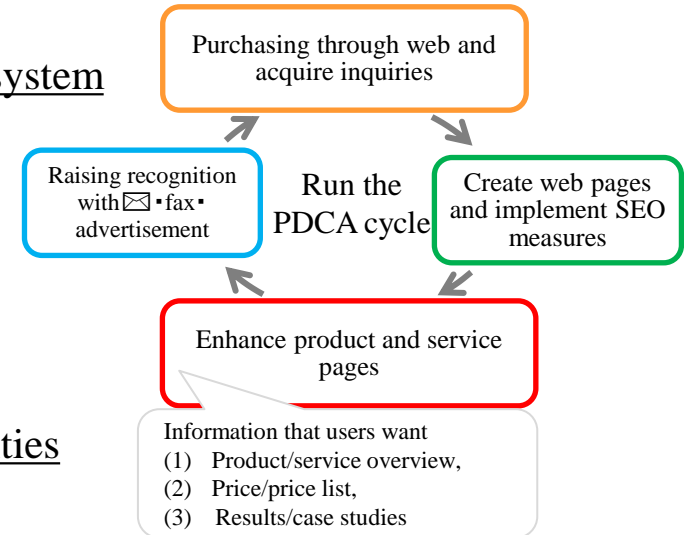 Purchasing through web and
acquire inquiries
system
Raising recognition
with✉▪fax▪
advertisement
Run the
PDCA cycle
Create web pages
and implement SEO
measures
Enhance product and service
pages
Information that users want
(1) Product/service overview,
(2) Price/price list,
(3) Results/case studies
ties